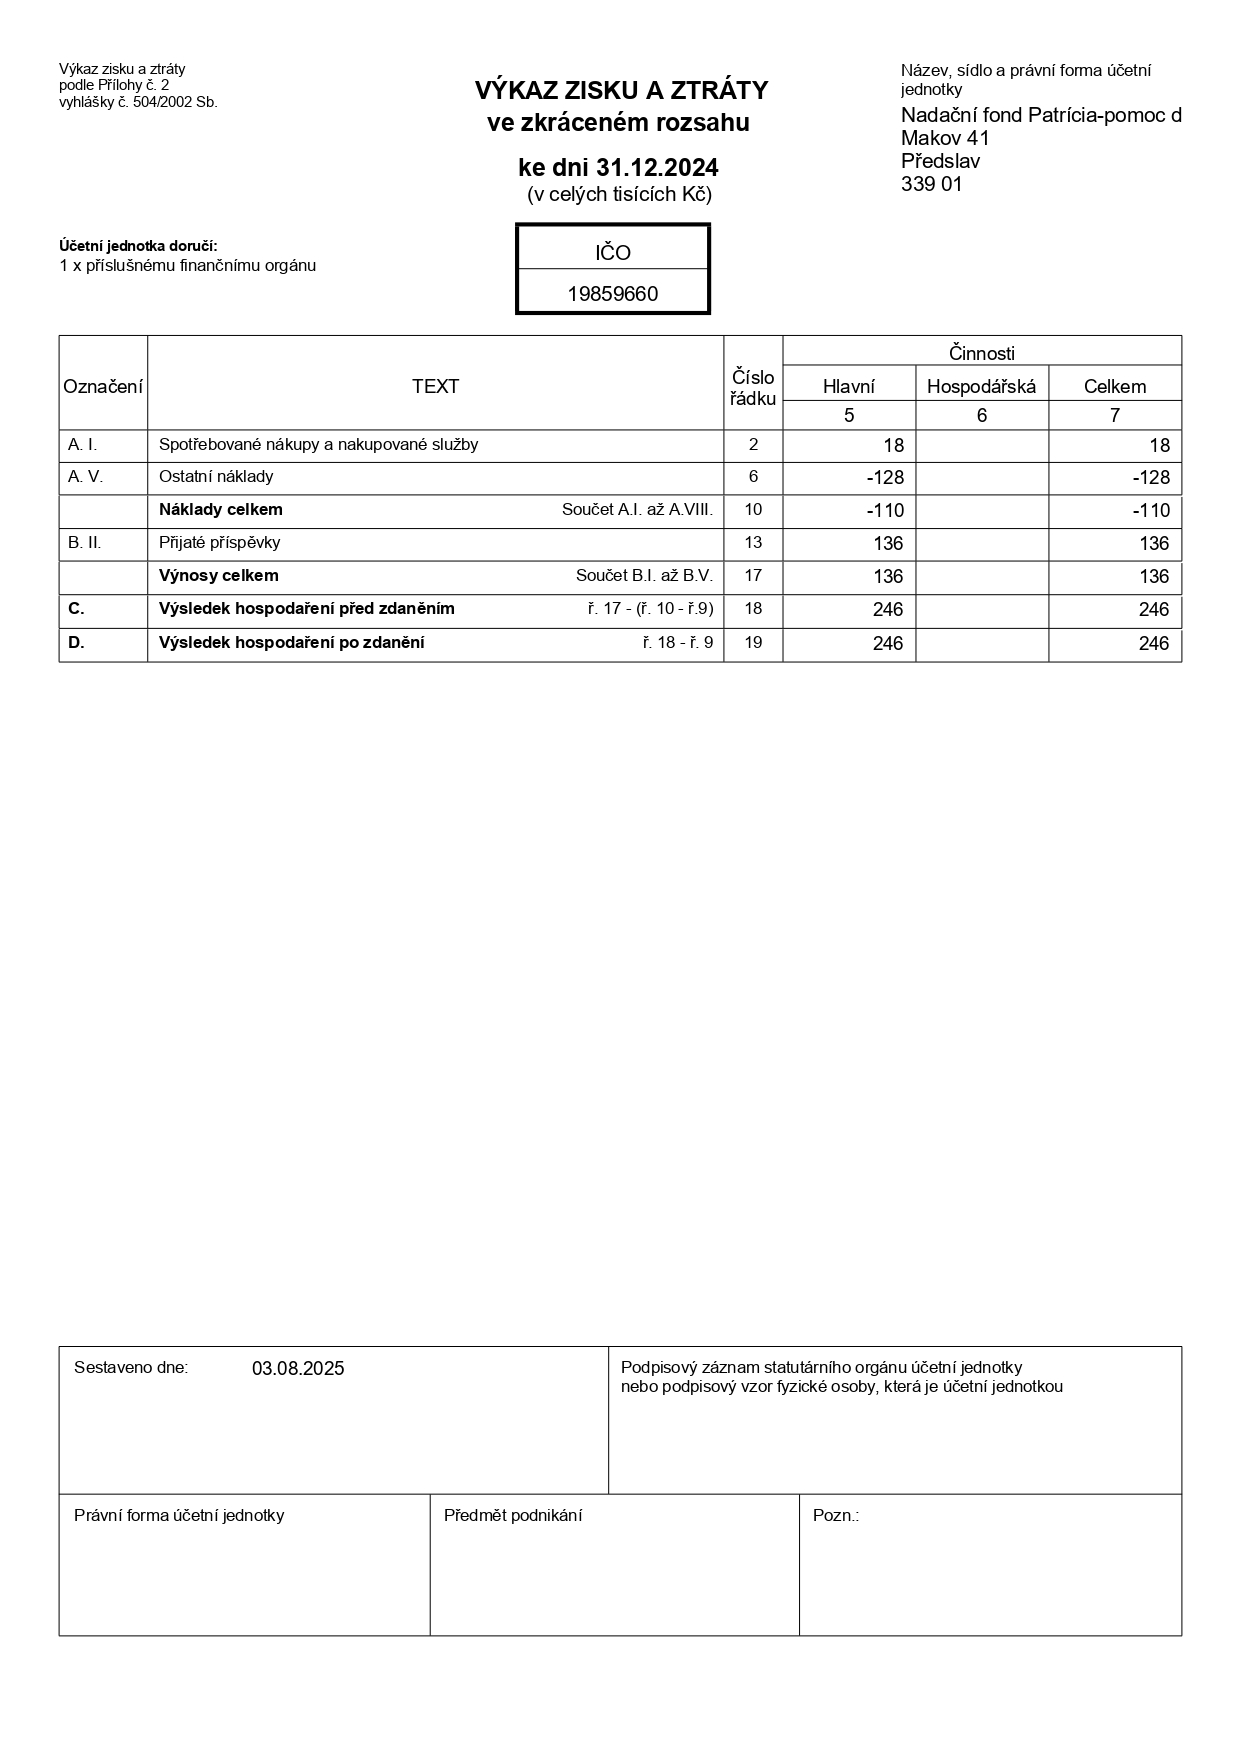 Výkaz zisku a ztráty
podle Přílohy č. 2
vyhlášky č. 504/2002 Sb.
VÝKAZ ZISKU A ZTRÁTY
ve zkráceném rozsahu
ke dni 31.12.2024
(v celých tisících Kč)
Název, sídlo a právní forma účetní
jednotky
Nadační fond Patrícia-pomoc d
Makov 41
Předslav
339 01
Účetní jednotka doručí:
1 x příslušnému finančnímu orgánu
IČO
19859660
Označení TEXT Číslo řádku Činnosti
Hlavní Hospodářská Celkem
5 6 7
A. I. Spotřebované nákupy a nakupované služby 2 18 18
A. V. Ostatní náklady 6 -128 -128
Náklady celkem Součet A.I. až A.VIII. 10 -110 -110
B. II. Přijaté příspěvky 13 136 136
Výnosy celkem Součet B.I. až B.V. 17 136 136
C. Výsledek hospodaření před zdaněním ř. 17 - (ř. 10 - ř.9) 18 246 246
D. Výsledek hospodaření po zdanění ř. 18 - ř. 9 19 246 246
Sestaveno dne: 03.08.2025
Podpisový záznam statutárního orgánu účetní jednotky
nebo podpisový vzor fyzické osoby, která je účetní jednotkou
Právní forma účetní jednotky
Předmět podnikání
Pozn.: